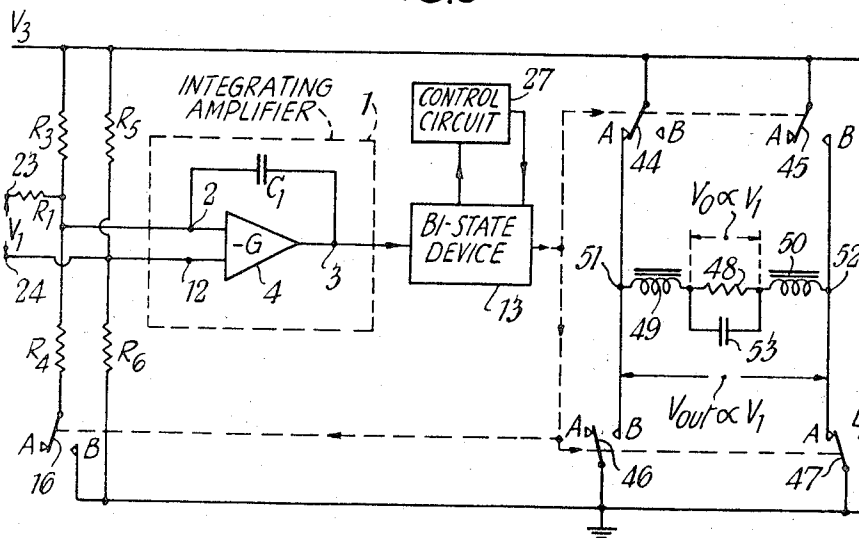 V3
INTEGRATING
AMPLIFIER
1
CONTROL
CIRCUIT
27
R3
R5
A
B
44
A
45
B
23
R1
V1
24
2
C1
-G
12
4
3
BI-STATE
DEVICE
13
VO ∝ V1
51
48
50
52
49
53
R4
R6
VOUT ∝ V1
A
B
16
A
B
46
A
47